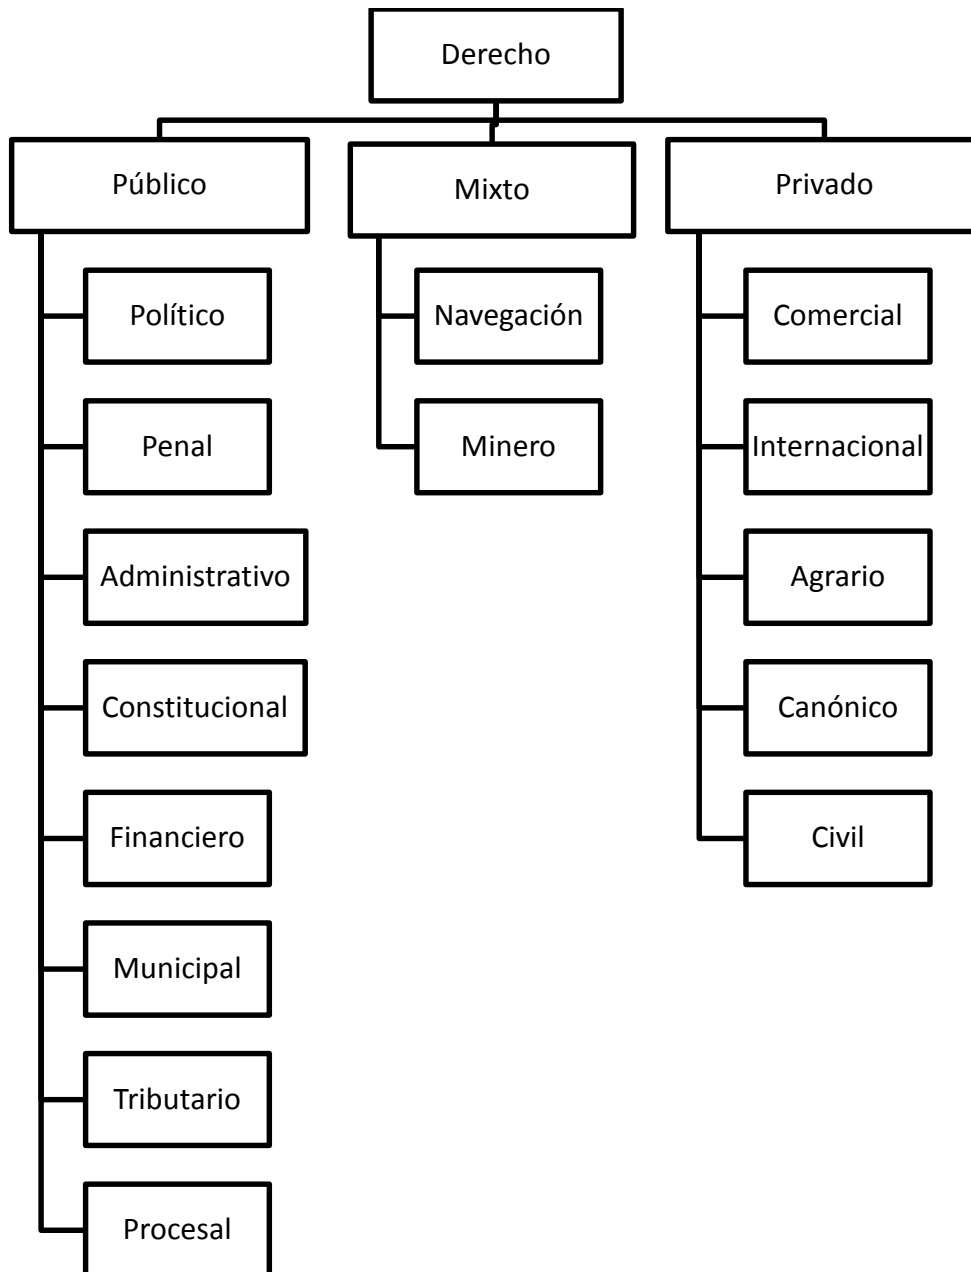 Derecho
Público
Político
Penal
Administrativo
Constitucional
Financiero
Municipal
Tributario
Procesal
Mixto
Navegación
Minero
Privado
Comercial
Internacional
Agrario
Canónico
Civil